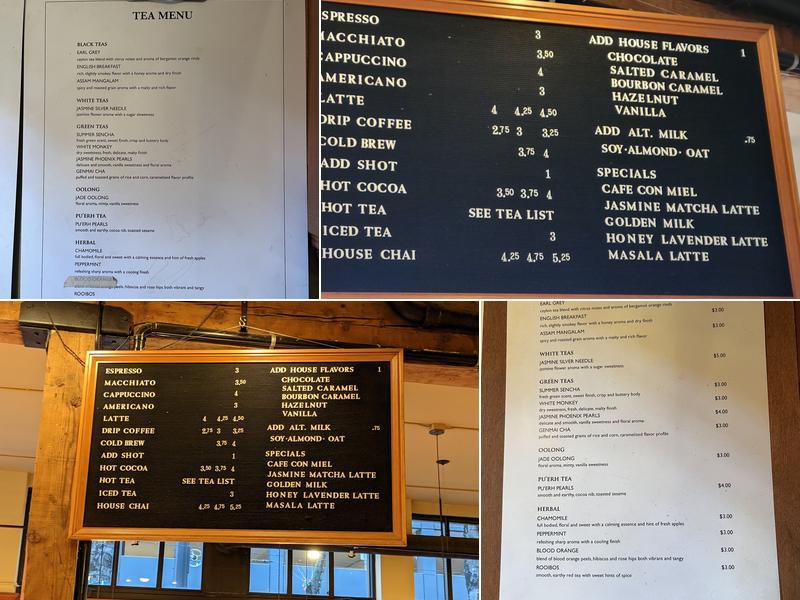 TEA MENU
BLACK TEAS
EARL GREY
ceylon tea blend with citrus notes and aroma of bergamot orange rinds
ENGLISH BREAKFAST
rich, slightly smokey flavor with a honey aroma and dry finish
ASSAM MANGALAM
spicy and roasted grain aroma with a malty and rich flavor
WHITE TEAS
JASMINE SILVER NEEDLE
jasmine flower aroma with a sugar sweetness
GREEN TEAS
SUMMER SENCHA
fresh green scent, sweet finish, crisp and buttery body
WHITE MONKEY
dry sweetness, fresh, delicate, malty finish
JASMINE PHOENIX PEARLS
delicate and smooth, vanilla sweetness and floral aroma
GENMAI CHA
puffed and toasted grains of rice and corn, caramelized flavor profile
OOLONG
JADE OOLONG
floral aroma, minty, vanilla sweetness
PU'ERH TEA
PU'ERH PEARLS
smooth and earthy, cocoa nib, toasted sesame
HERBAL
CHAMOMILE
full bodied, floral and sweet with a calming essence and hint of fresh apples
PEPPERMINT
refreshing sharp aroma with a cooling finish
BLOOD ORANGE
orange peels, hibiscus and rose hips both vibrant and tangy
ROOIBOS
SPRESSO 3
MACCHIATO 3,50
CAPPUCCINO 4
AMERICANO 3
LATTE 4 4,25 4,50
DRIP COFFEE 2,75 3 3,25
COLD BREW 3,75 4
ADD SHOT 1
HOT COCOA 3,50 3,75 4
HOT TEA SEE TEA LIST
ICED TEA 3
HOUSE CHAI 4,25 4,75 5,25
ADD HOUSE FLAVORS 1
CHOCOLATE
SALTED CARAMEL
BOURBON CARAMEL
HAZELNUT
VANILLA
ADD ALT. MILK .75
SOY·ALMOND· OAT
SPECIALS
CAFE CON MIEL
JASMINE MATCHA LATTE
GOLDEN MILK
HONEY LAVENDER LATTE
MASALA LATTE
ESPRESSO 3
MACCHIATO 3,50
CAPPUCCINO 4
AMERICANO 3
LATTE 4 4,25 4,50
DRIP COFFEE 2,75 3 3,25
COLD BREW 3,75 4
ADD SHOT 1
HOT COCOA 3,50 3,75 4
HOT TEA SEE TEA LIST
ICED TEA 3
HOUSE CHAI 4,25 4,75 5,25
ADD HOUSE FLAVORS 1
CHOCOLATE
SALTED CARAMEL
BOURBON CARAMEL
HAZELNUT
VANILLA
ADD ALT. MILK .75
SOY·ALMOND· OAT
SPECIALS
CAFE CON MIEL
JASMINE MATCHA LATTE
GOLDEN MILK
HONEY LAVENDER LATTE
MASALA LATTE
EARL GREY $3.00
ceylon tea blend with citrus notes and aroma of bergamot orange rinds
ENGLISH BREAKFAST $3.00
rich, slightly smokey flavor with a honey aroma and dry finish
ASSAM MANGALAM
spicy and roasted grain aroma with a malty and rich flavor
WHITE TEAS
JASMINE SILVER NEEDLE $5.00
jasmine flower aroma with a sugar sweetness
GREEN TEAS
SUMMER SENCHA $3.00
fresh green scent, sweet finish, crisp and buttery body
WHITE MONKEY $3.00
dry sweetness, fresh, delicate, malty finish
JASMINE PHOENIX PEARLS $4.00
delicate and smooth, vanilla sweetness and floral aroma
GENMAI CHA $3.00
puffed and toasted grains of rice and corn, caramelized flavor profile
OOLONG
JADE OOLONG $3.00
floral aroma, minty, vanilla sweetness
PU'ERH TEA
PU'ERH PEARLS $4.00
smooth and earthy, cocoa nib, toasted sesame
HERBAL
CHAMOMILE $3.00
full bodied, floral and sweet with a calming essence and hint of fresh apples
PEPPERMINT $3.00
refreshing sharp aroma with a cooling finish
BLOOD ORANGE $3.00
blend of blood orange peels, hibiscus and rose hips both vibrant and tangy
ROOIBOS $3.00
smooth, earthy red tea with sweet hints of spice